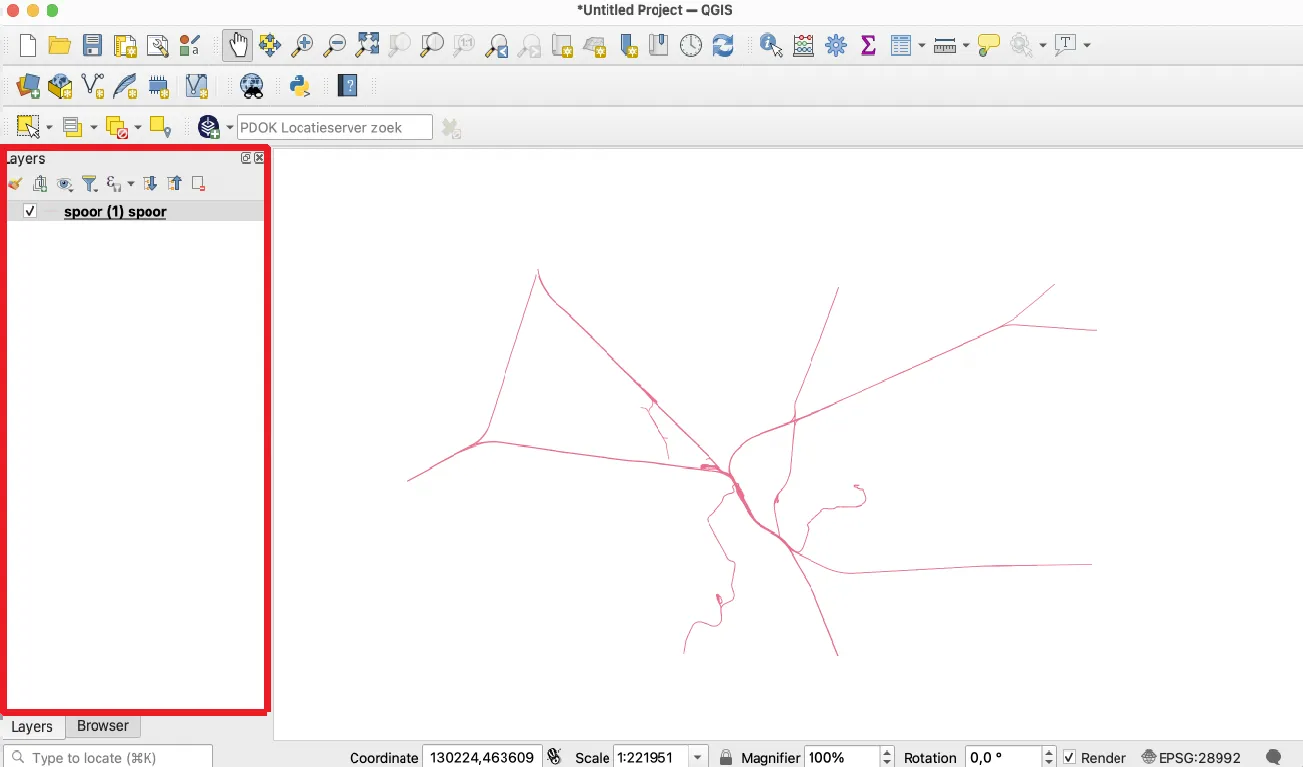 *Untitled Project — QGIS
PDOK Locatieserver zoek
Layers
spoor (1) spoor
Layers Browser
Type to locate (⌘K) Coordinate 130224,463609 Scale 1:221951 Magnifier 100% Rotation 0,0 ° Render EPSG:28992